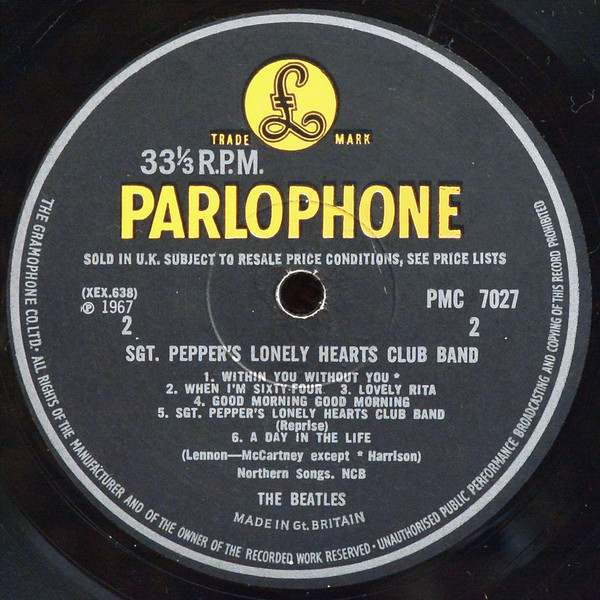 £
TRADE MARK
33⅓ R.P.M.
PARLOPHONE
SOLD IN U.K. SUBJECT TO RESALE PRICE CONDITIONS, SEE PRICE LISTS
(XEX.638)
℗ 1967
2
PMC 7027
2
SGT. PEPPER'S LONELY HEARTS CLUB BAND
1. WITHIN YOU WITHOUT YOU *
2. WHEN I'M SIXTY-FOUR 3. LOVELY RITA
4. GOOD MORNING GOOD MORNING
5. SGT. PEPPER'S LONELY HEARTS CLUB BAND
(Reprise)
6. A DAY IN THE LIFE
(Lennon—McCartney except * Harrison)
Northern Songs. NCB
THE BEATLES
MADE IN Gt. BRITAIN
THE GRAMOPHONE CO. LTD. • ALL RIGHTS OF THE MANUFACTURER AND OF THE OWNER OF THE RECORDED WORK RESERVED • UNAUTHORISED PUBLIC PERFORMANCE BROADCASTING AND COPYING OF THIS RECORD PROHIBITED